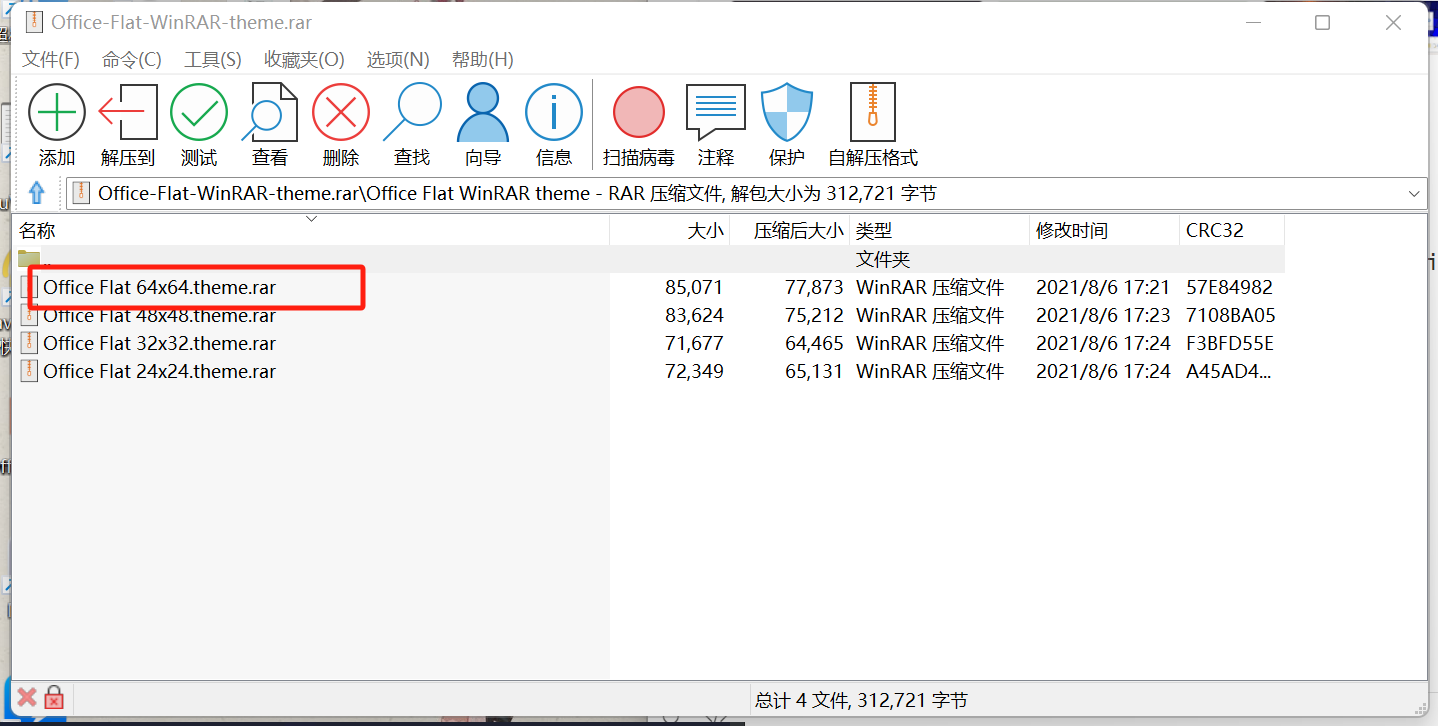 Office-Flat-WinRAR-theme.rar
文件(F) 命令(C) 工具(S) 收藏夹(O) 选项(N) 帮助(H)
添加 解压到 测试 查看 删除 查找 向导 信息 扫描病毒 注释 保护 自解压格式
Office-Flat-WinRAR-theme.rar\Office Flat WinRAR theme - RAR 压缩文件, 解包大小为 312,721 字节
名称 大小 压缩后大小 类型 修改时间 CRC32
.. 文件夹
Office Flat 64x64.theme.rar 85,071 77,873 WinRAR 压缩文件 2021/8/6 17:21 57E84982
Office Flat 48x48.theme.rar 83,624 75,212 WinRAR 压缩文件 2021/8/6 17:23 7108BA05
Office Flat 32x32.theme.rar 71,677 64,465 WinRAR 压缩文件 2021/8/6 17:24 F3BFD55E
Office Flat 24x24.theme.rar 72,349 65,131 WinRAR 压缩文件 2021/8/6 17:24 A45AD4...
总计 4 文件, 312,721 字节